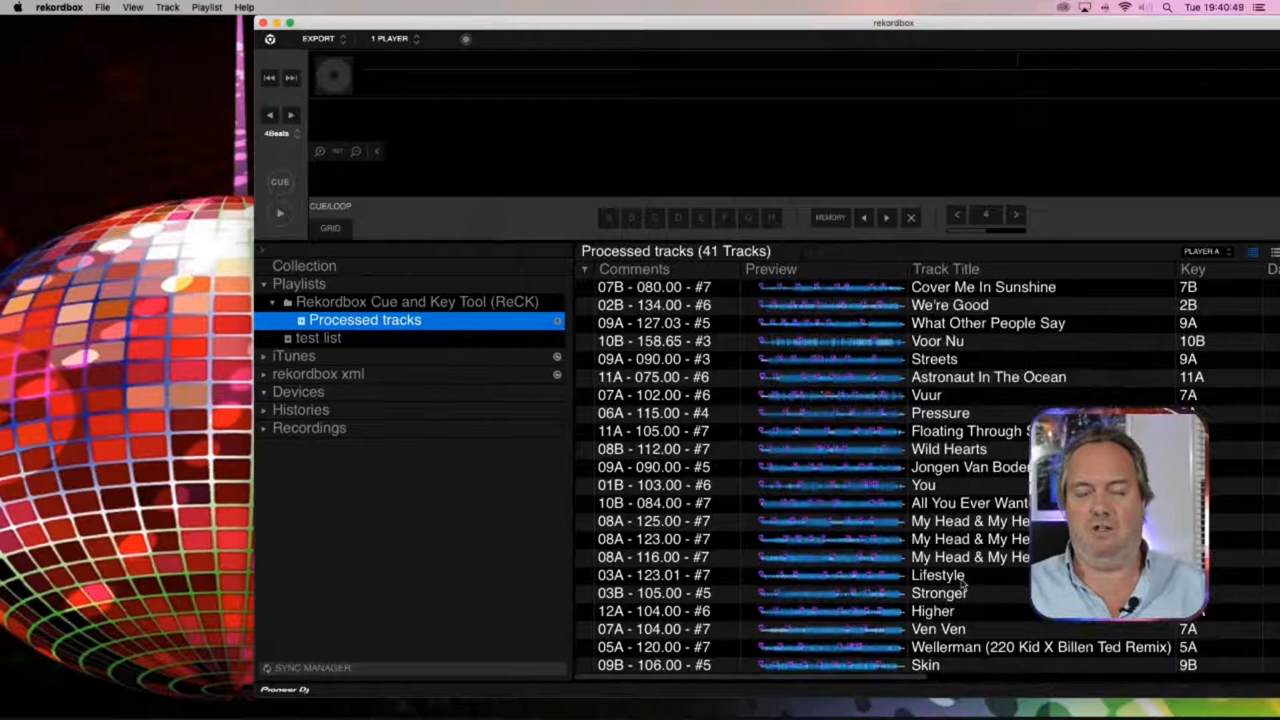 rekordbox File View Track Playlist Help Tue 19:40:49
rekordbox
EXPORT 1 PLAYER
4Beats
CUE
CUE/LOOP
GRID
A B C D E F G H MEMORY 4
Processed tracks (41 Tracks) PLAYER A
Comments Preview Track Title Key
Collection
Playlists
Rekordbox Cue and Key Tool (ReCK)
Processed tracks
test list
iTunes
rekordbox xml
Devices
Histories
Recordings
07B - 080.00 - #7 Cover Me In Sunshine 7B
02B - 134.00 - #6 We're Good 2B
09A - 127.03 - #5 What Other People Say 9A
10B - 158.65 - #3 Voor Nu 10B
09A - 090.00 - #3 Streets 9A
11A - 075.00 - #6 Astronaut In The Ocean 11A
07A - 102.00 - #6 Vuur 7A
06A - 115.00 - #4 Pressure
11A - 105.00 - #7 Floating Through
08B - 112.00 - #7 Wild Hearts
09A - 090.00 - #5 Jongen Van Boden
01B - 103.00 - #6 You
10B - 084.00 - #7 All You Ever Want
08A - 125.00 - #7 My Head & My He
08A - 123.00 - #7 My Head & My He
08A - 116.00 - #7 My Head & My He
03A - 123.01 - #7 Lifestyle
03B - 105.00 - #5 Stronger
12A - 104.00 - #6 Higher
07A - 104.00 - #7 Ven Ven 7A
05A - 120.00 - #7 Wellerman (220 Kid X Billen Ted Remix) 5A
09B - 106.00 - #5 Skin 9B
SYNC MANAGER
Pioneer Dj